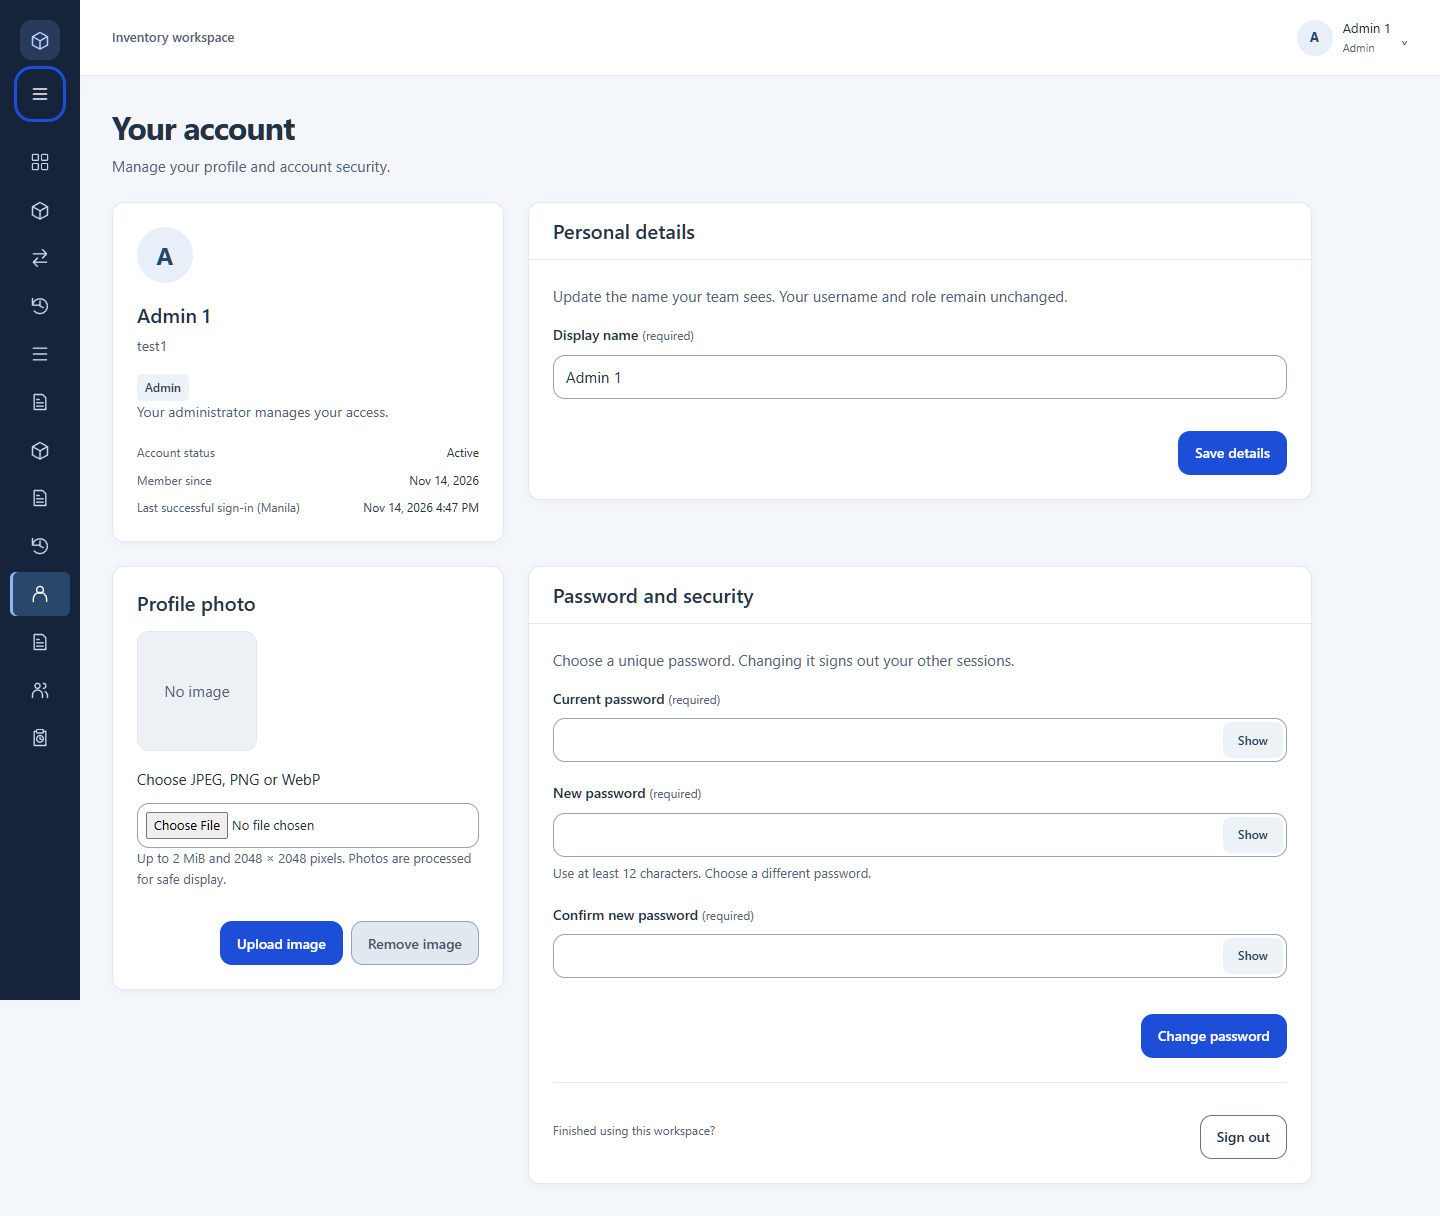 Inventory workspace
A
Admin 1
Admin
Your account
Manage your profile and account security.
A
Admin 1
test1
Admin
Your administrator manages your access.
Account status Active
Member since Nov 14, 2026
Last successful sign-in (Manila) Nov 14, 2026 4:47 PM
Personal details
Update the name your team sees. Your username and role remain unchanged.
Display name (required)
Admin 1
Save details
Profile photo
No image
Choose JPEG, PNG or WebP
Choose File No file chosen
Up to 2 MiB and 2048 × 2048 pixels. Photos are processed
for safe display.
Upload image Remove image
Password and security
Choose a unique password. Changing it signs out your other sessions.
Current password (required)
Show
New password (required)
Show
Use at least 12 characters. Choose a different password.
Confirm new password (required)
Show
Change password
Finished using this workspace?
Sign out